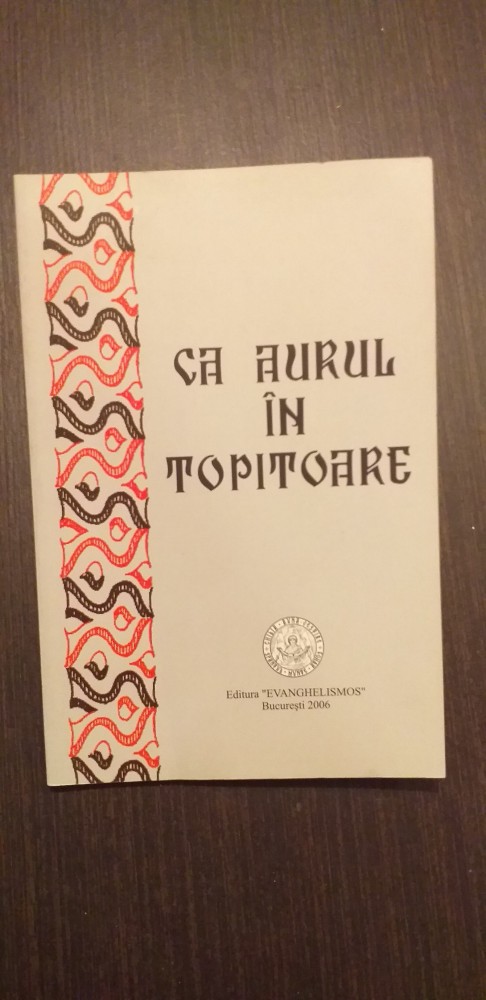 CA AURUL
ÎN
TOPITOARE
Editura "EVANGHELISMOS"
București 2006